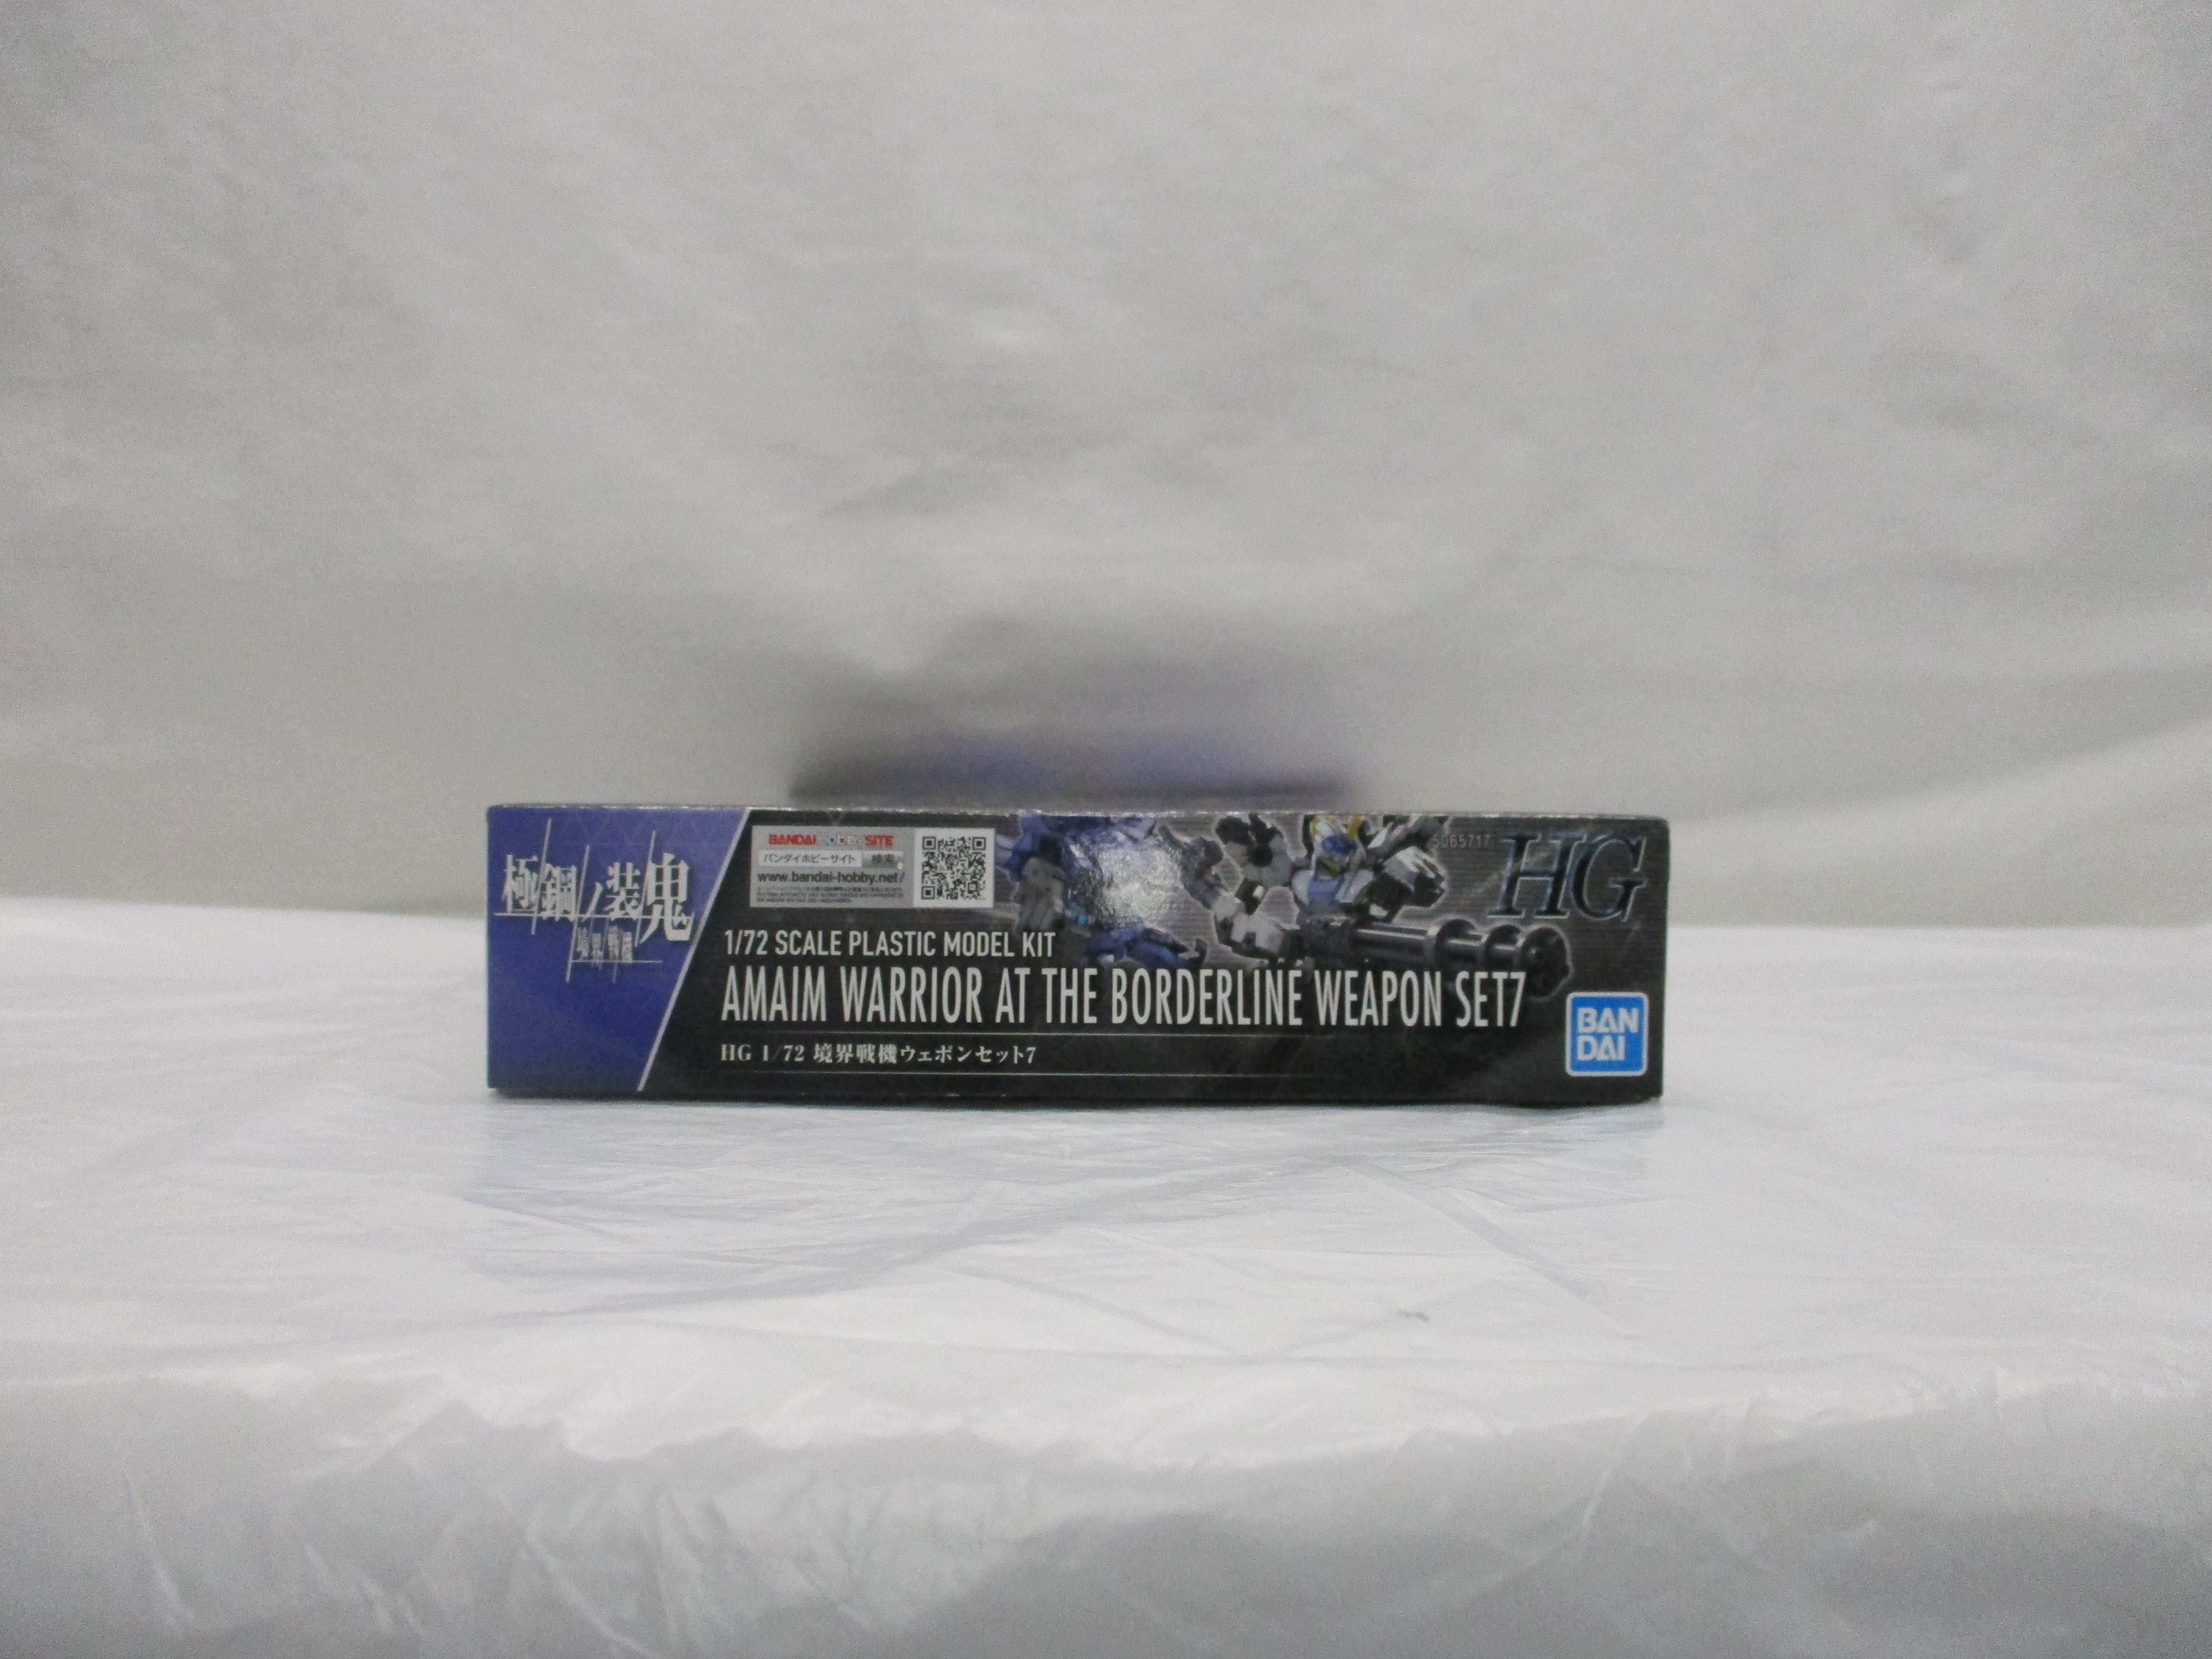 極鋼ノ装鬼
境界戦機
BANDAI HOBBY SITE
バンダイホビーサイト 検索
www.bandai-hobby.net/
5065717
HG
1/72 SCALE PLASTIC MODEL KIT
AMAIM WARRIOR AT THE BORDERLINE WEAPON SET7
HG 1/72 境界戦機ウェポンセット7
BAN
DAI